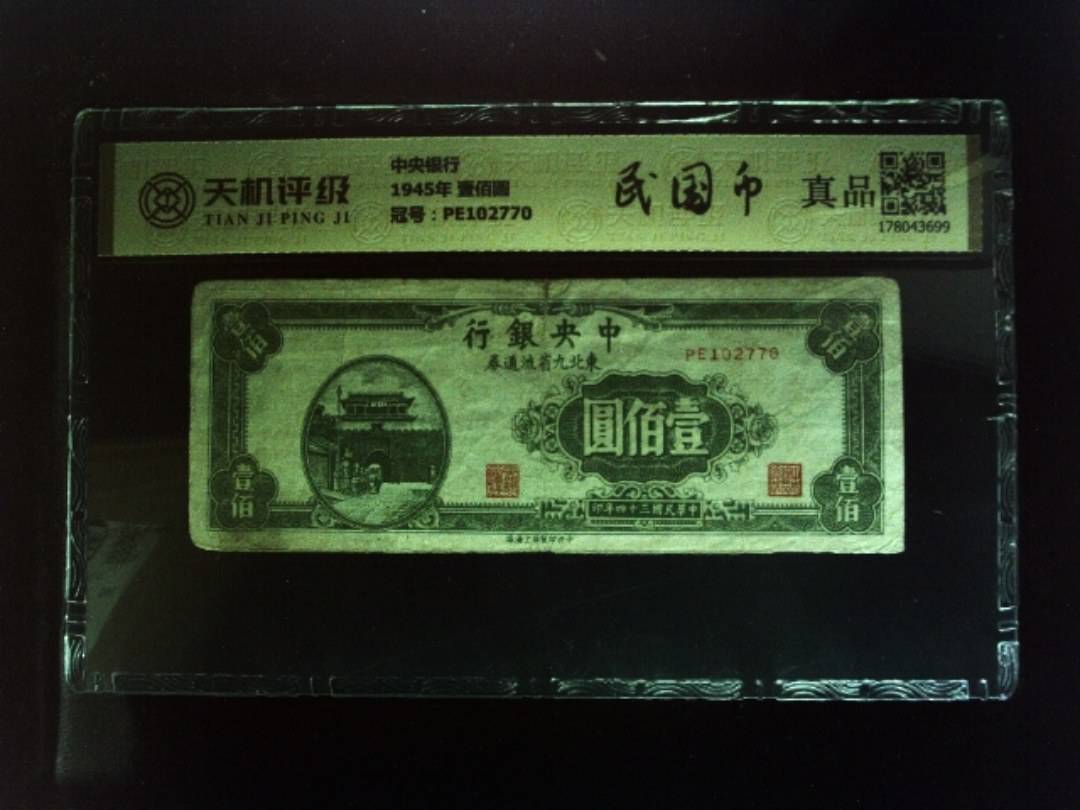 天机评级
TIAN JI PING JI
中央银行
1945年 壹佰圓
冠号：PE102770
民国币
真品
178043699
行銀央中
券通流省九北東
PE102770
圓佰壹
壹佰
壹佰
壹佰
壹佰
印年四十三國民華中